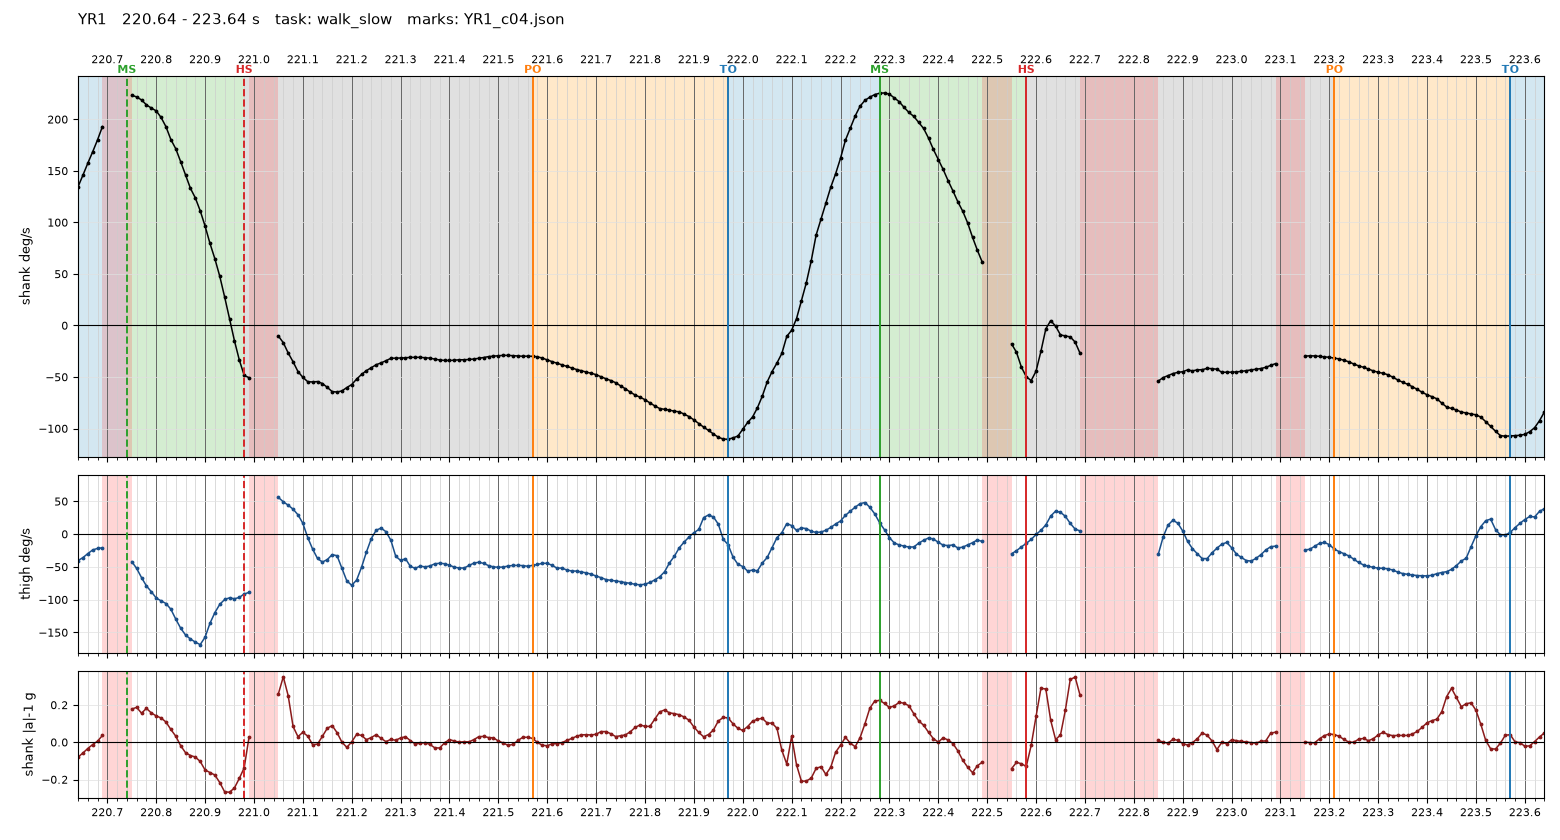 YR1   220.64 - 223.64 s   task: walk_slow   marks: YR1_c04.json
220.7 220.8 220.9 221.0 221.1 221.2 221.3 221.4 221.5 221.6 221.7 221.8 221.9 222.0 222.1 222.2 222.3 222.4 222.5 222.6 222.7 222.8 222.9 223.0 223.1 223.2 223.3 223.4 223.5 223.6
MS HS PO TO MS HS PO TO
shank deg/s
200
150
100
50
0
−50
−100
thigh deg/s
50
0
−50
−100
−150
shank |a|-1 g
0.2
0.0
−0.2
220.7 220.8 220.9 221.0 221.1 221.2 221.3 221.4 221.5 221.6 221.7 221.8 221.9 222.0 222.1 222.2 222.3 222.4 222.5 222.6 222.7 222.8 222.9 223.0 223.1 223.2 223.3 223.4 223.5 223.6